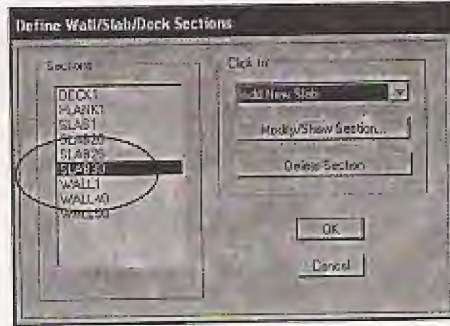 Define Wall/Slab/Deck Sections
Sections
DECK1
PLANK1
SLAB1
SLAB20
SLAB25
SLAB30
WALL1
WALL40
Click to:
Add New Slab
Modify/Show Section...
Delete Section
OK
Cancel